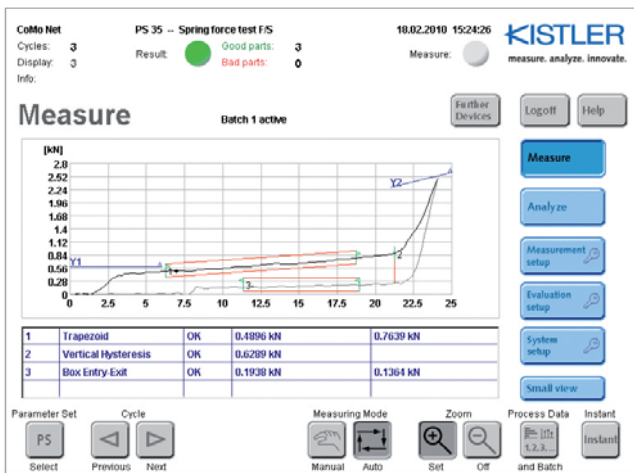 CoMo Net PS 35 -- Spring force test F/S 18.02.2010 15:24:26 KISTLER
Cycles: 3 Result: Good parts: 3 Measure: measure. analyze. innovate.
Display: 3 Bad parts: 0
Info:
Measure Batch 1 active Further Devices Logoff Help
[kN]
2.8
2.52
2.24
1.96
1.68
1.4
1.12
0.84
0.56
0.28
0
0 2.5 5 7.5 10 12.5 15 17.5 20 22.5 25
Y1
Y2
1
2
3
Measure
Analyze
Measurement
setup
Evaluation
setup
System
setup
Small view
1 Trapezoid OK 0.4896 kN 0.7639 kN
2 Vertical Hysteresis OK 0.6289 kN
3 Box Entry-Exit OK 0.1938 kN 0.1364 kN
Parameter Set Cycle Measuring Mode Zoom Process Data Instant
PS 1.2.3.... Instant
Select Previous Next Manual Auto Set Off and Batch